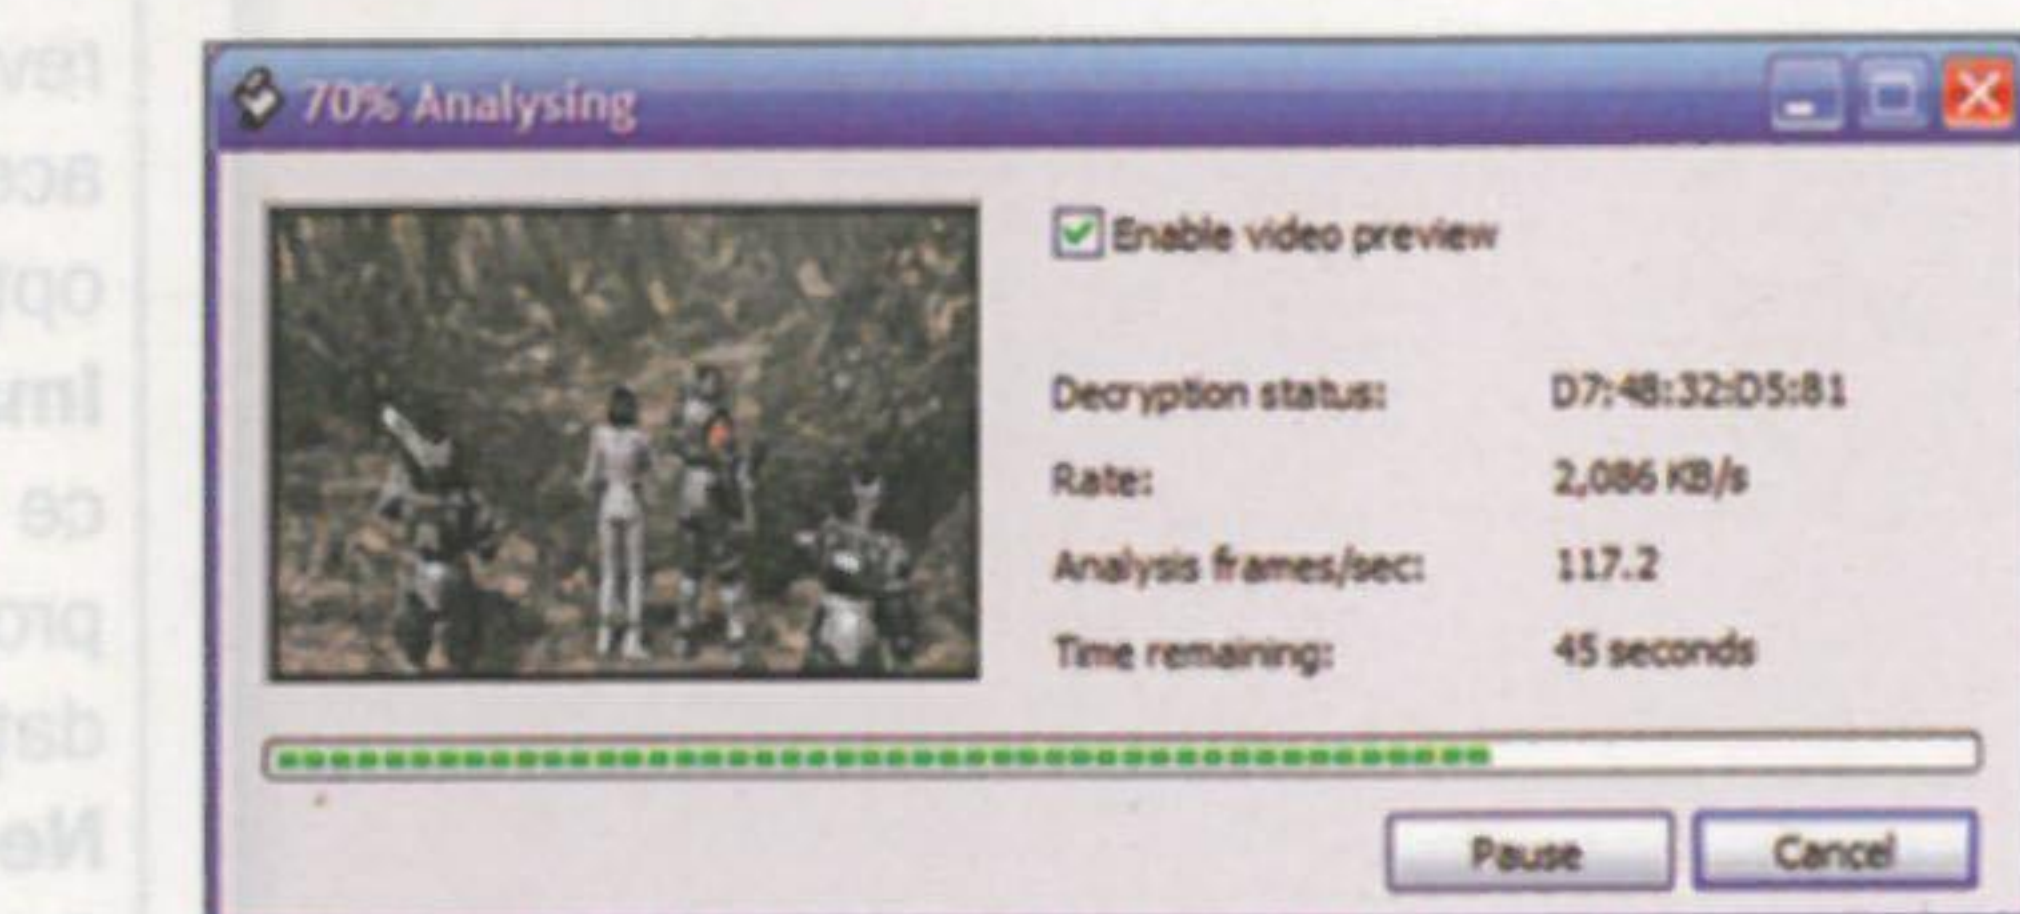 70% Analysing
Enable video preview
Decryption status: D7:48:32:D5:81
Rate: 2,086 KB/s
Analysis frames/sec: 117.2
Time remaining: 45 seconds
Pause Cancel